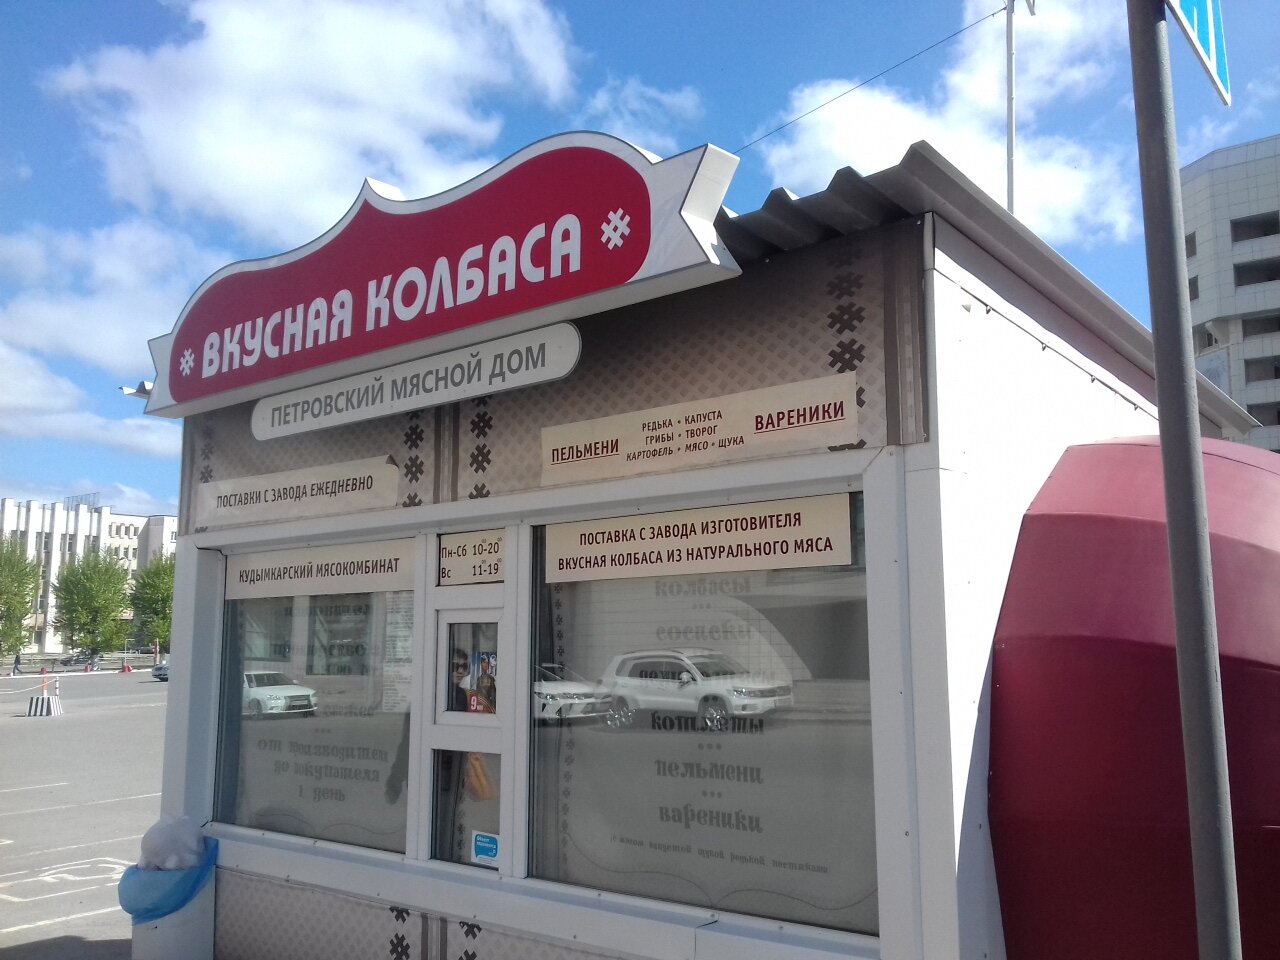 ВКУСНАЯ КОЛБАСА
ПЕТРОВСКИЙ МЯСНОЙ ДОМ
ПОСТАВКИ С ЗАВОДА ЕЖЕДНЕВНО
ПЕЛЬМЕНИ
РЕДЬКА • КАПУСТА
ГРИБЫ • ТВОРОГ
КАРТОФЕЛЬ • МЯСО • ЩУКА
ВАРЕНИКИ
КУДЫМКАРСКИЙ МЯСОКОМБИНАТ
Пн-Сб 10-20
Вс 11-19
ПОСТАВКА С ЗАВОДА ИЗГОТОВИТЕЛЯ
ВКУСНАЯ КОЛБАСА ИЗ НАТУРАЛЬНОГО МЯСА
от производителя
до покупателя
1 день
колбасы
сосиски
котлеты
пельмени
вареники